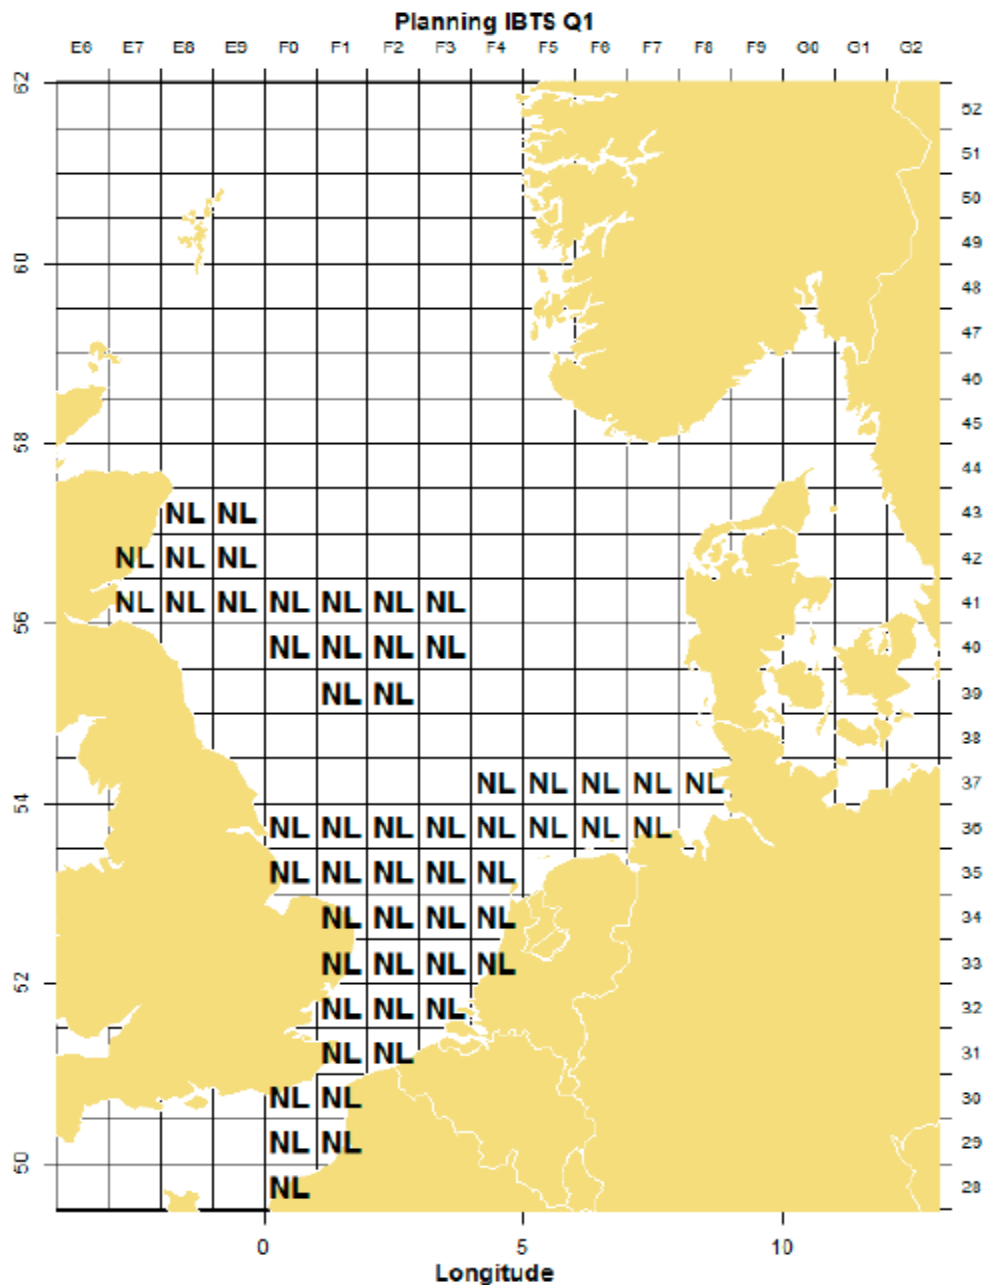 Planning IBTS Q1
E6 E7 E8 E9 F0 F1 F2 F3 F4 F5 F6 F7 F8 F9 G0 G1 G2
62
52
51
50
49
60
48
47
46
45
58
44
NL NL 43
NL NL NL 42
NL NL NL NL NL NL NL 41
56
NL NL NL NL 40
NL NL 39
38
NL NL NL NL NL 37
54
NL NL NL NL NL NL NL NL 36
NL NL NL NL NL 35
NL NL NL NL 34
NL NL NL NL 33
52
NL NL NL 32
NL NL 31
NL NL 30
NL NL 29
50
NL 28
0 5 10
Longitude